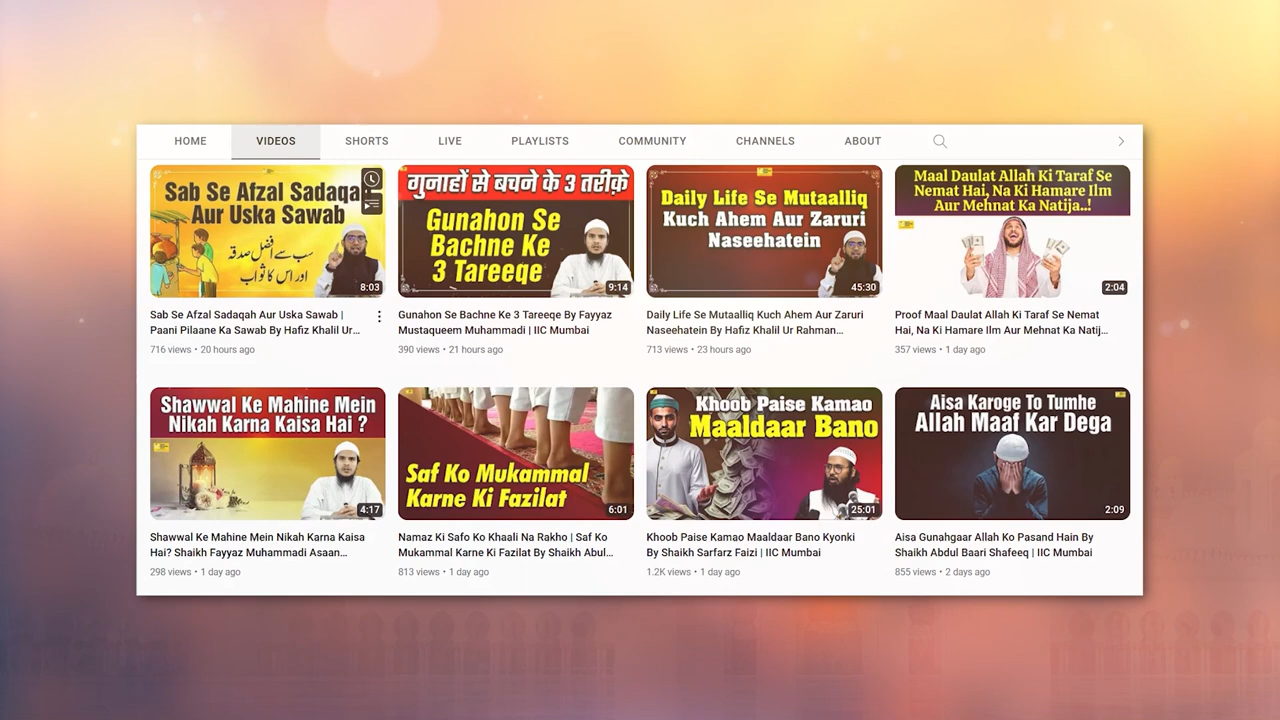 HOME VIDEOS SHORTS LIVE PLAYLISTS COMMUNITY CHANNELS ABOUT
Sab Se Afzal Sadaqa
Aur Uska Sawab
سب سے افضل صدقہ
اور اس کا ثواب
8:03
Sab Se Afzal Sadaqah Aur Uska Sawab |
Paani Pilaane Ka Sawab By Hafiz Khalil Ur...
716 views • 20 hours ago
गुनाहों से बचने के 3 तरीक़े
Gunahon Se
Bachne Ke
3 Tareeqe
9:14
Gunahon Se Bachne Ke 3 Tareeqe By Fayyaz
Mustaqueem Muhammadi | IIC Mumbai
390 views • 21 hours ago
Daily Life Se Mutaalliq
Kuch Ahem Aur Zaruri
Naseehatein
45:30
Daily Life Se Mutaalliq Kuch Ahem Aur Zaruri
Naseehatein By Hafiz Khalil Ur Rahman...
713 views • 23 hours ago
Maal Daulat Allah Ki Taraf Se
Nemat Hai, Na Ki Hamare Ilm
Aur Mehnat Ka Natija..!
2:04
Proof Maal Daulat Allah Ki Taraf Se Nemat
Hai, Na Ki Hamare Ilm Aur Mehnat Ka Natij...
357 views • 1 day ago
Shawwal Ke Mahine Mein
Nikah Karna Kaisa Hai ?
4:17
Shawwal Ke Mahine Mein Nikah Karna Kaisa
Hai? Shaikh Fayyaz Muhammadi Asaan...
298 views • 1 day ago
Saf Ko Mukammal
Karne Ki Fazilat
6:01
Namaz Ki Safo Ko Khaali Na Rakho | Saf Ko
Mukammal Karne Ki Fazilat By Shaikh Abul...
813 views • 1 day ago
Khoob Paise Kamao
Maaldaar Bano
25:01
Khoob Paise Kamao Maaldaar Bano Kyonki
By Shaikh Sarfarz Faizi | IIC Mumbai
1.2K views • 1 day ago
Aisa Karoge To Tumhe
Allah Maaf Kar Dega
2:09
Aisa Gunahgaar Allah Ko Pasand Hain By
Shaikh Abdul Baari Shafeeq | IIC Mumbai
855 views • 2 days ago